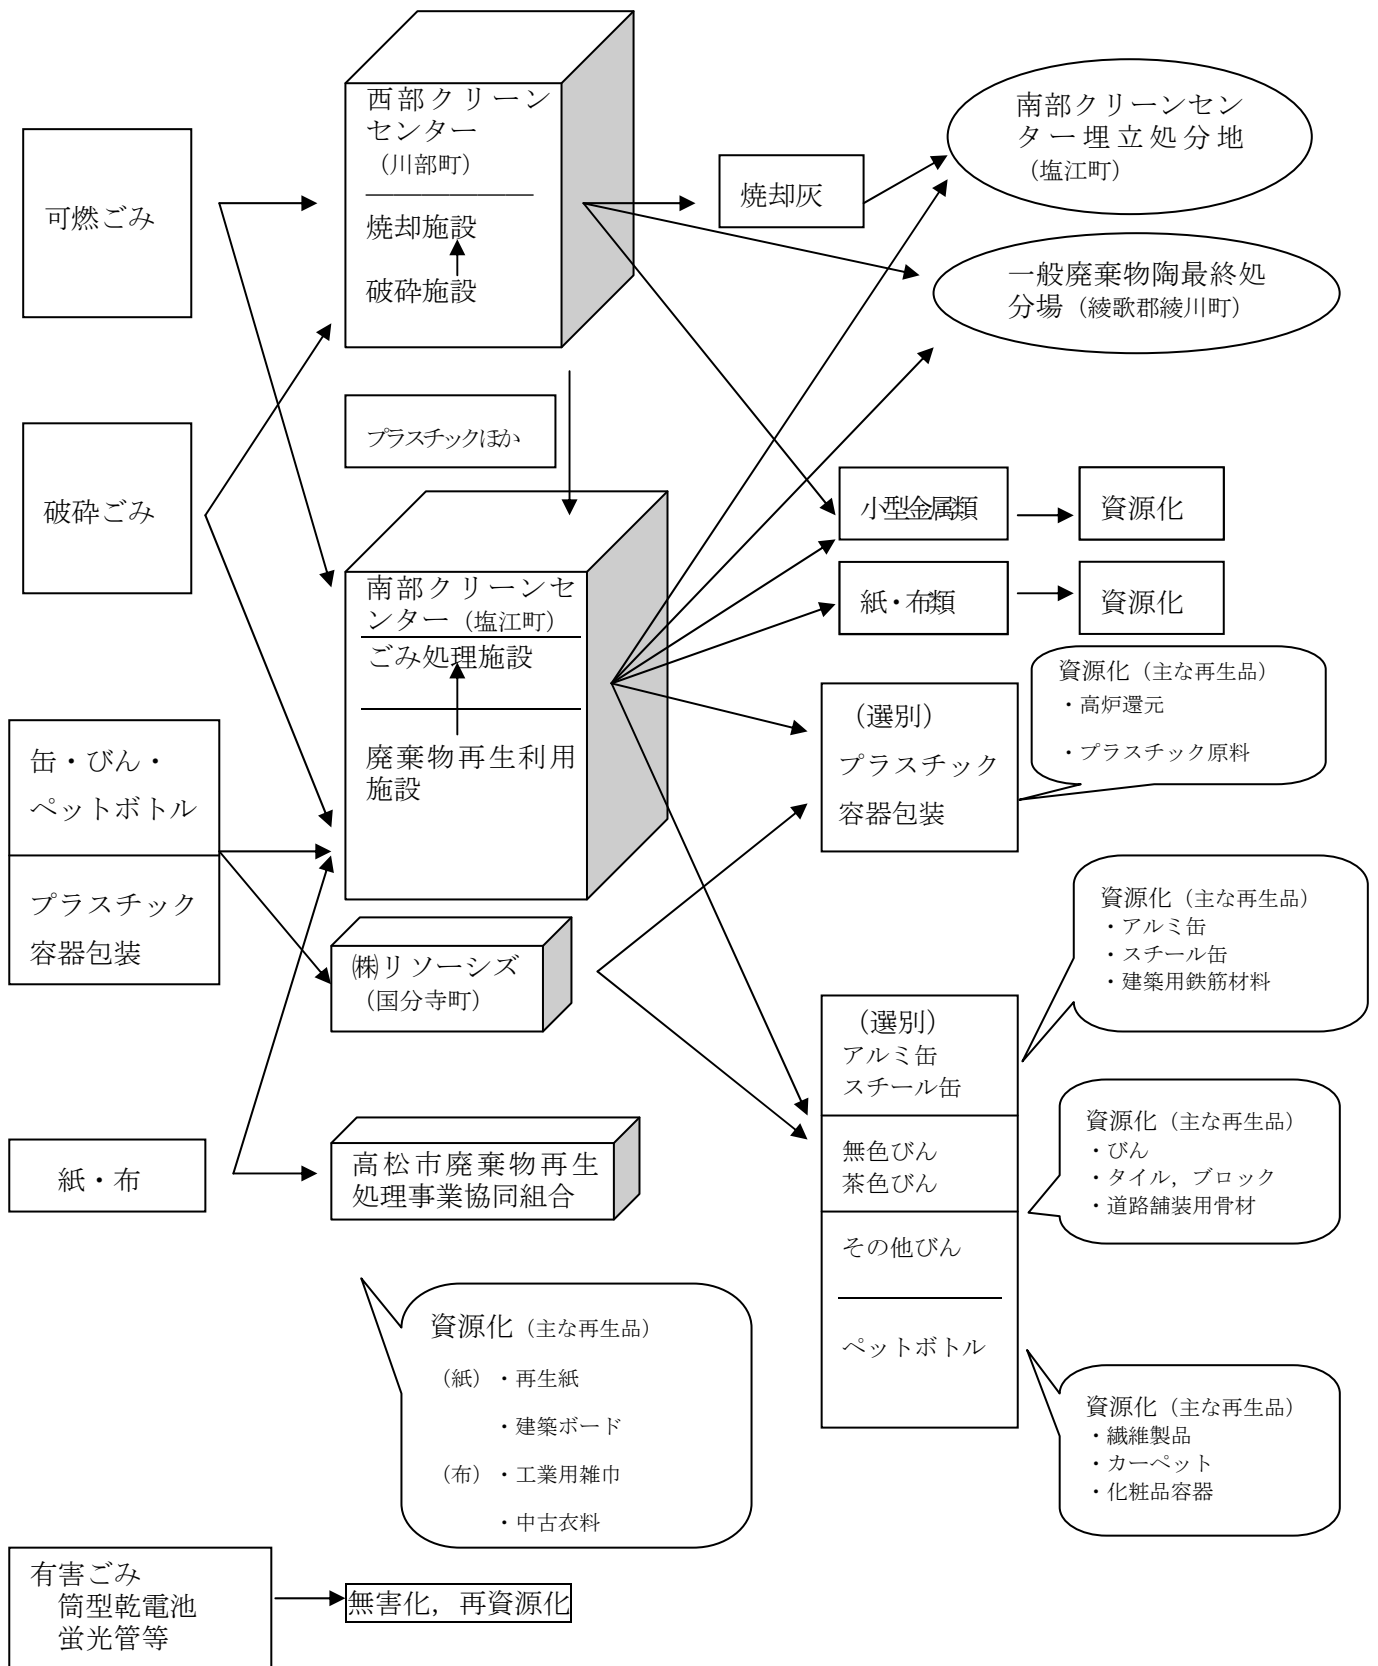 可燃ごみ
破砕ごみ
缶・びん・
ペットボトル
プラスチック
容器包装
紙・布
有害ごみ
筒型乾電池
蛍光管等
西部クリーン
センター
（川部町）
焼却施設
破砕施設
プラスチックほか
南部クリーンセ
ンター（塩江町）
ごみ処理施設
廃棄物再生利用
施設
㈱リソーシズ
（国分寺町）
高松市廃棄物再生
処理事業協同組合
資源化（主な再生品）
（紙）・再生紙
・建築ボード
（布）・工業用雑巾
・中古衣料
無害化，再資源化
焼却灰
南部クリーンセン
ター埋立処分地
（塩江町）
一般廃棄物陶最終処
分場（綾歌郡綾川町）
小型金属類
資源化
紙・布類
資源化
（選別）
プラスチック
容器包装
資源化（主な再生品）
・高炉還元
・プラスチック原料
（選別）
アルミ缶
スチール缶
無色びん
茶色びん
その他びん
ペットボトル
資源化（主な再生品）
・アルミ缶
・スチール缶
・建築用鉄筋材料
資源化（主な再生品）
・びん
・タイル，ブロック
・道路舗装用骨材
資源化（主な再生品）
・繊維製品
・カーペット
・化粧品容器